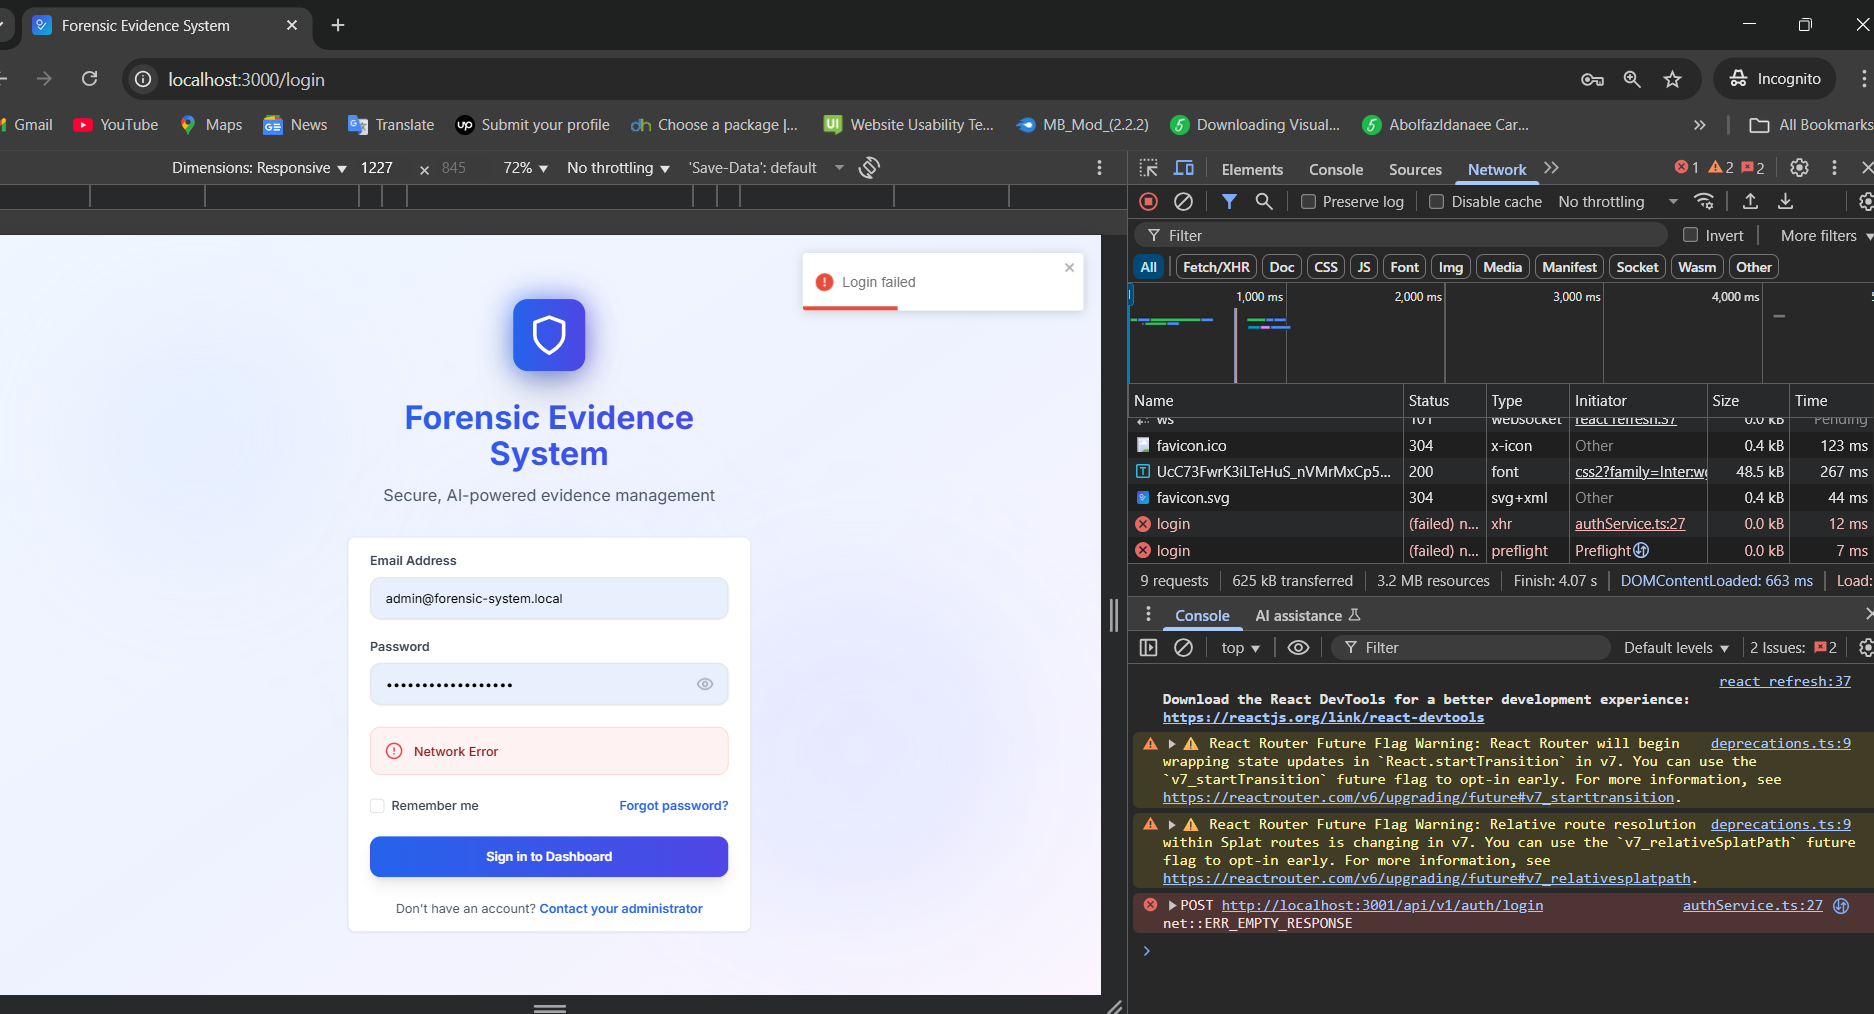 Forensic Evidence System
localhost:3000/login
Incognito
Gmail YouTube Maps News Translate Submit your profile Choose a package |... Website Usability Te... MB_Mod_(2.2.2) Downloading Visual... AbolfazIdanaee Car... » All Bookmarks
Dimensions: Responsive ▼ 1227 × 845 72% ▼ No throttling ▼ 'Save-Data': default
Forensic Evidence
System
Secure, AI-powered evidence management
Email Address
admin@forensic-system.local
Password
••••••••••••••••••
Network Error
Remember me Forgot password?
Sign in to Dashboard
Don't have an account? Contact your administrator
Login failed
Elements Console Sources Network 1 2 2
Preserve log Disable cache No throttling
Filter Invert More filters
All Fetch/XHR Doc CSS JS Font Img Media Manifest Socket Wasm Other
1,000 ms 2,000 ms 3,000 ms 4,000 ms
Name Status Type Initiator Size Time
ws 101 websocket react refresh:37 0.0 kB Pending
favicon.ico 304 x-icon Other 0.4 kB 123 ms
UcC73FwrK3iLTeHuS_nVMrMxCp5... 200 font css2?family=Inter:w 48.5 kB 267 ms
favicon.svg 304 svg+xml Other 0.4 kB 44 ms
login (failed) n... xhr authService.ts:27 0.0 kB 12 ms
login (failed) n... preflight Preflight 0.0 kB 7 ms
9 requests 625 kB transferred 3.2 MB resources Finish: 4.07 s DOMContentLoaded: 663 ms Load:
Console AI assistance
top ▼ Filter Default levels ▼ 2 Issues: 2
react refresh:37
Download the React DevTools for a better development experience:
https://reactjs.org/link/react-devtools
React Router Future Flag Warning: React Router will begin deprecations.ts:9
wrapping state updates in `React.startTransition` in v7. You can use the
`v7_startTransition` future flag to opt-in early. For more information, see
https://reactrouter.com/v6/upgrading/future#v7_starttransition.
React Router Future Flag Warning: Relative route resolution deprecations.ts:9
within Splat routes is changing in v7. You can use the `v7_relativeSplatPath` future
flag to opt-in early. For more information, see
https://reactrouter.com/v6/upgrading/future#v7_relativesplatpath.
POST http://localhost:3001/api/v1/auth/login authService.ts:27
net::ERR_EMPTY_RESPONSE